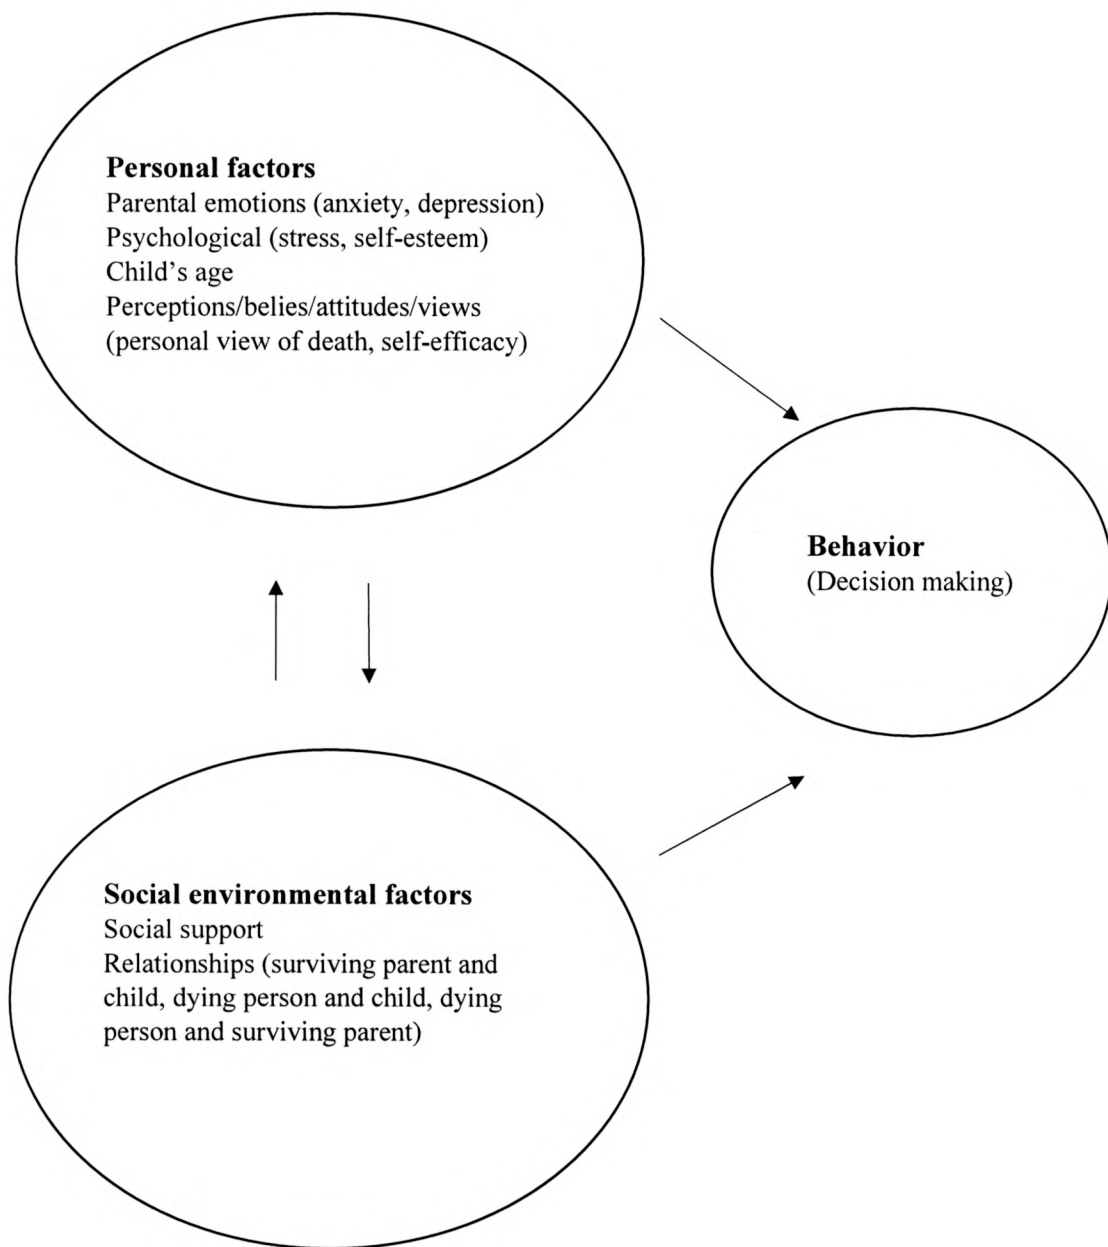 Personal factors
Parental emotions (anxiety, depression)
Psychological (stress, self-esteem)
Child’s age
Perceptions/belies/attitudes/views
(personal view of death, self-efficacy)
Behavior
(Decision making)
Social environmental factors
Social support
Relationships (surviving parent and
child, dying person and child, dying
person and surviving parent)